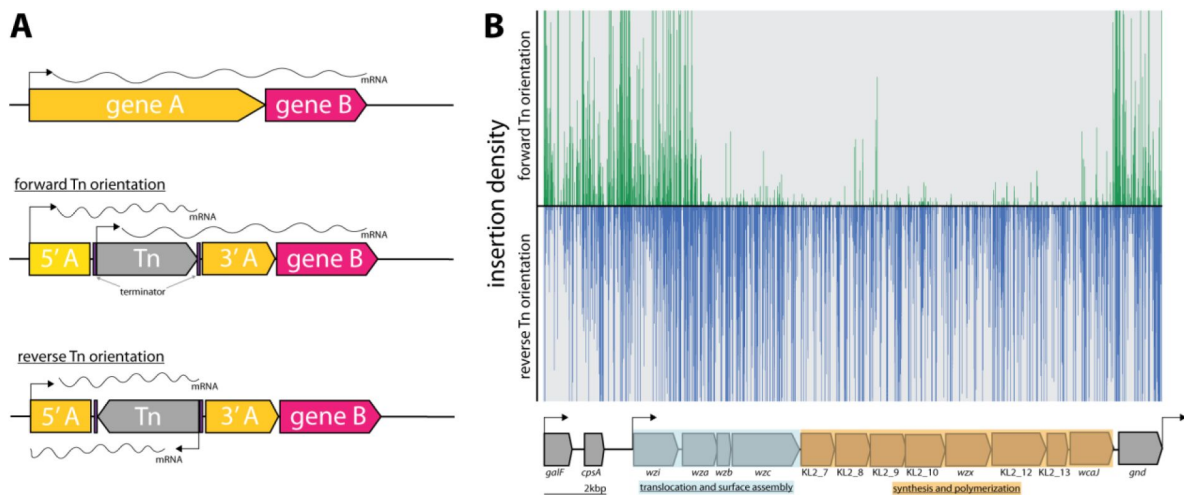 A
mRNA
gene A
gene B
forward Tn orientation
mRNA
mRNA
5' A
Tn
3' A
gene B
terminator
reverse Tn orientation
mRNA
5' A
Tn
3' A
gene B
mRNA
B
insertion density
forward Tn orientation
reverse Tn orientation
galF cpsA wzi wza wzb wzc KL2_7 KL2_8 KL2_9 KL2_10 wzx KL2_12 KL2_13 wcaJ gnd
2kbp
translocation and surface assembly
synthesis and polymerization